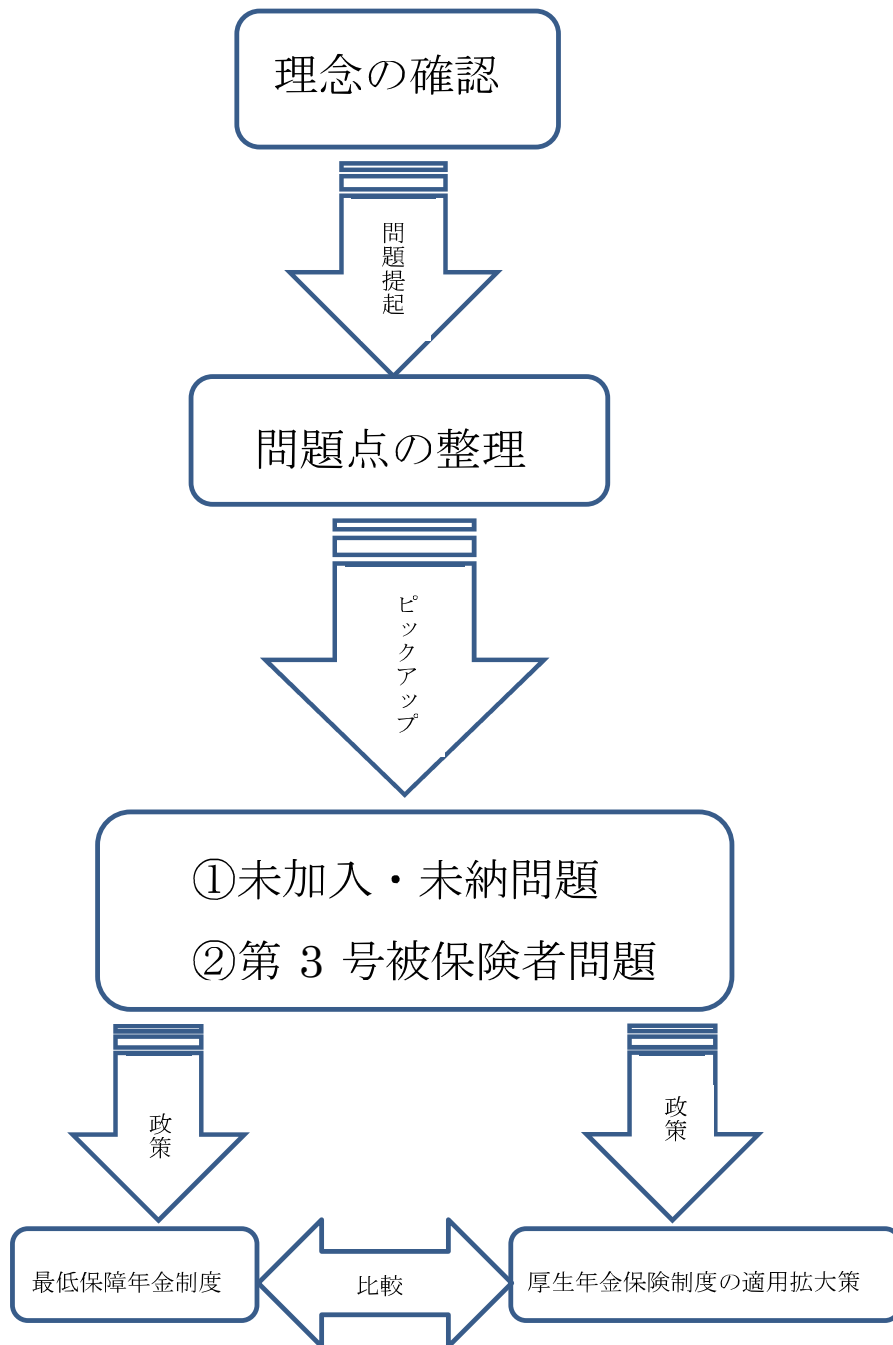 理念の確認
問題提起
問題点の整理
ピックアップ
①未加入・未納問題
②第 3 号被保険者問題
政策
政策
最低保障年金制度
比較
厚生年金保険制度の適用拡大策